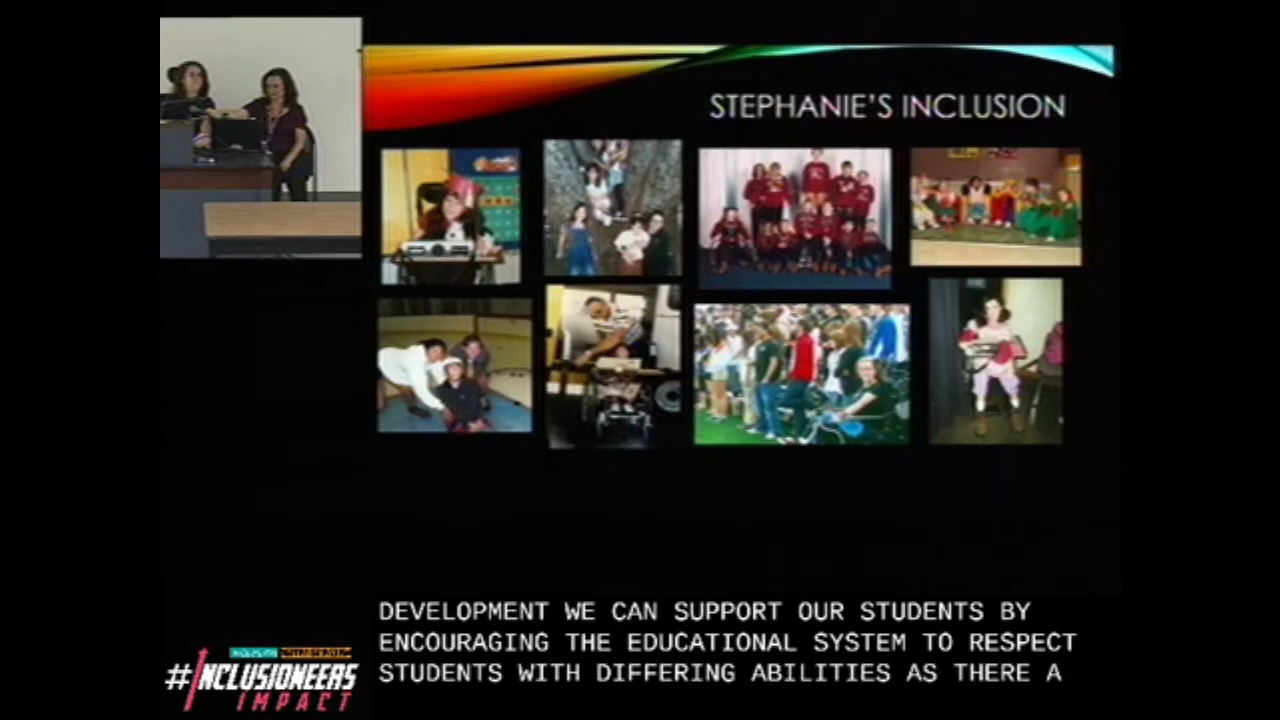 STEPHANIE'S INCLUSION
DEVELOPMENT WE CAN SUPPORT OUR STUDENTS BY
ENCOURAGING THE EDUCATIONAL SYSTEM TO RESPECT
STUDENTS WITH DIFFERING ABILITIES AS THERE A
#INCLUSIONEERS
IMPACT